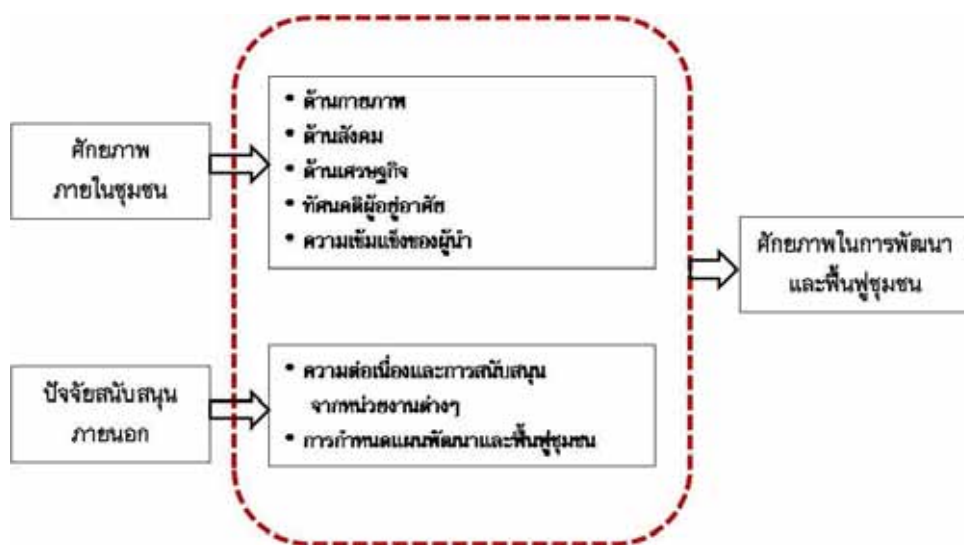 ศักยภาพ
ภายในชุมชน
• ด้านกายภาพ
• ด้านสังคม
• ด้านเศรษฐกิจ
• ทัศนคติผู้อยู่อาศัย
• ความเข้มแข็งของผู้นำ
ปัจจัยสนับสนุน
ภายนอก
• ความต่อเนื่องและการสนับสนุน
จากหน่วยงานต่างๆ
• การกำหนดแผนพัฒนาและฟื้นฟูชุมชน
ศักยภาพในการพัฒนา
และฟื้นฟูชุมชน